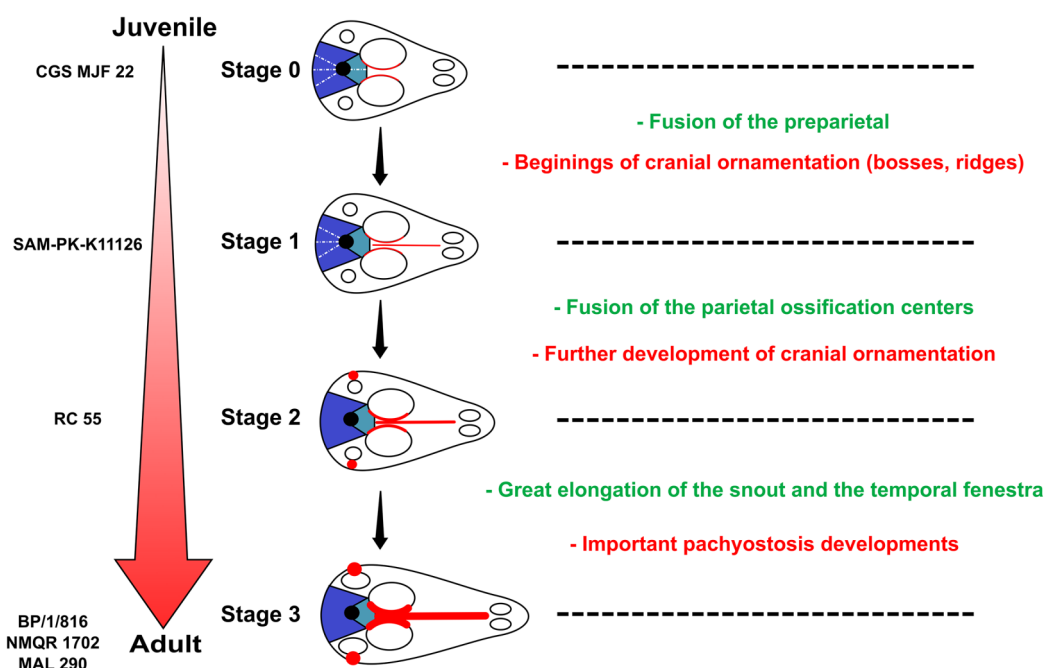 Juvenile
CGS MJF 22
Stage 0
- Fusion of the preparietal
- Beginings of cranial ornamentation (bosses, ridges)
SAM-PK-K11126
Stage 1
- Fusion of the parietal ossification centers
- Further development of cranial ornamentation
RC 55
Stage 2
- Great elongation of the snout and the temporal fenestra
- Important pachyostosis developments
Stage 3
BP/1/816
NMQR 1702
MAL 290
Adult